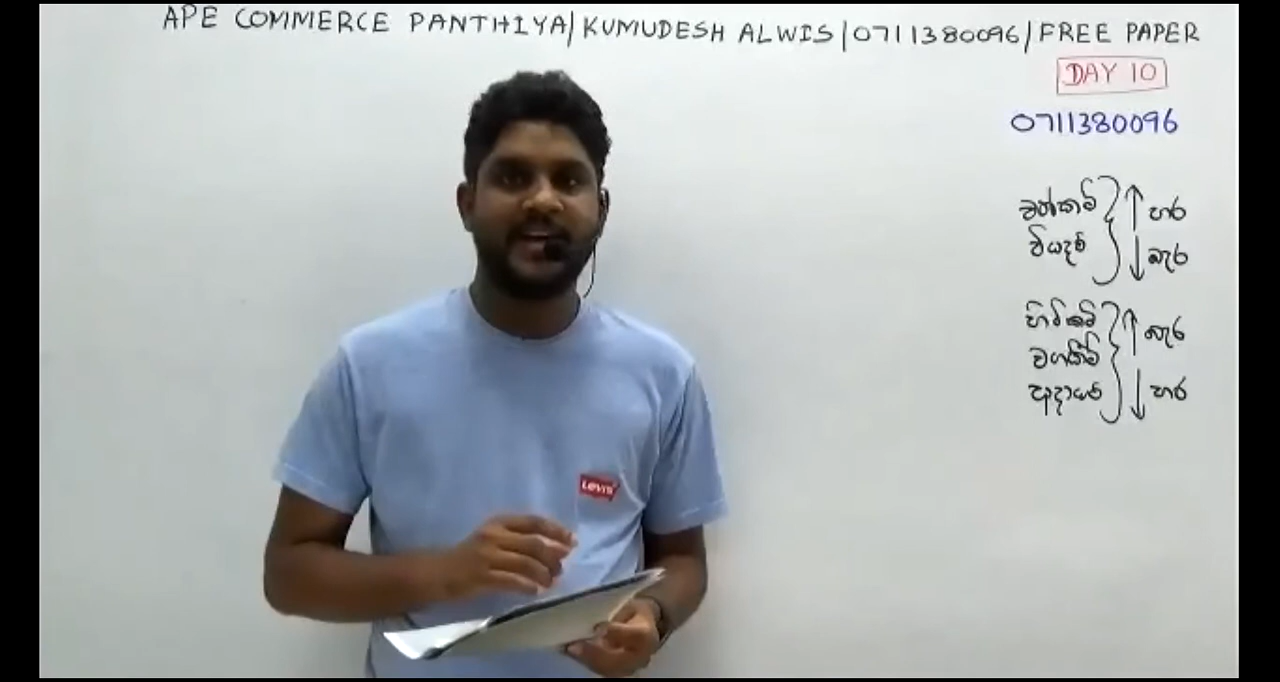 APE COMMERCE PANTHIYA/KUMUDESH ALWIS/0711380096/FREE PAPER
DAY 10
0711380096
වත්කම් ↑ හර
වියදම් ↓ බැර
හිමිකම් ↑ බැර
වගකීම්
ආදායම් ↓ හර
Levi's